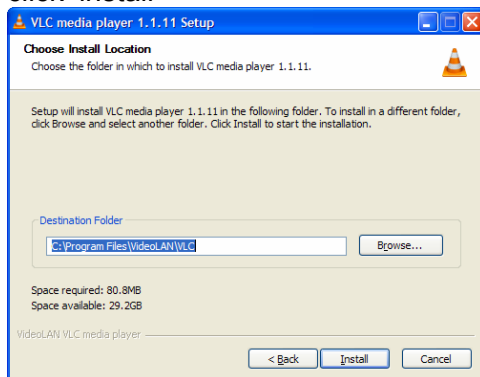 VLC media player 1.1.11 Setup
Choose Install Location
Choose the folder in which to install VLC media player 1.1.11.
Setup will install VLC media player 1.1.11 in the following folder. To install in a different folder,
click Browse and select another folder. Click Install to start the installation.
Destination Folder
C:\Program Files\VideoLAN\VLC
Browse...
Space required: 80.8MB
Space available: 29.2GB
VideoLAN VLC media player
< Back Install Cancel